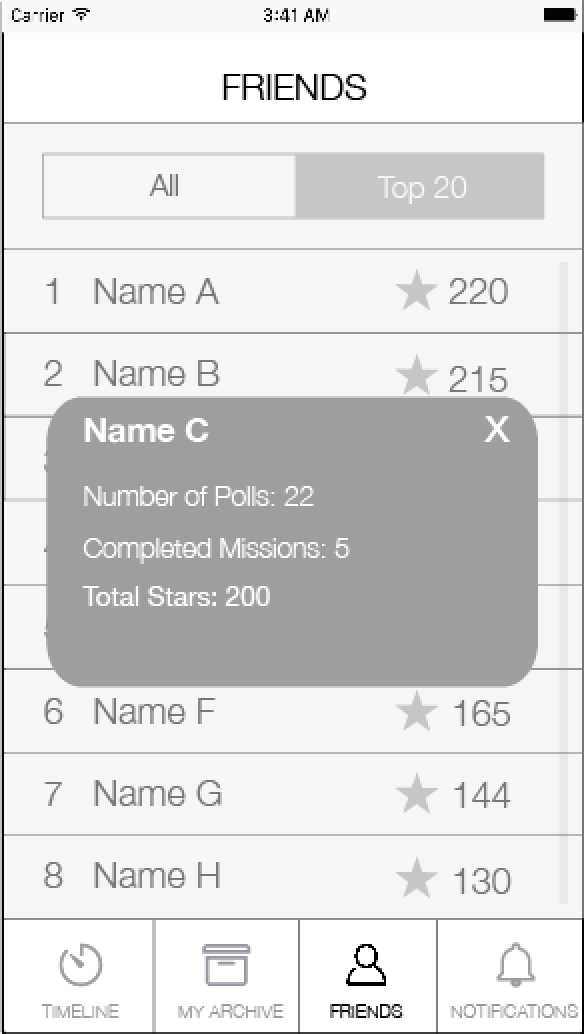 Carrier 3:41 AM
FRIENDS
All Top 20
1 Name A 220
2 Name B 215
Name C X
Number of Polls: 22
Completed Missions: 5
Total Stars: 200
6 Name F 165
7 Name G 144
8 Name H 130
TIMELINE MY ARCHIVE FRIENDS NOTIFICATIONS